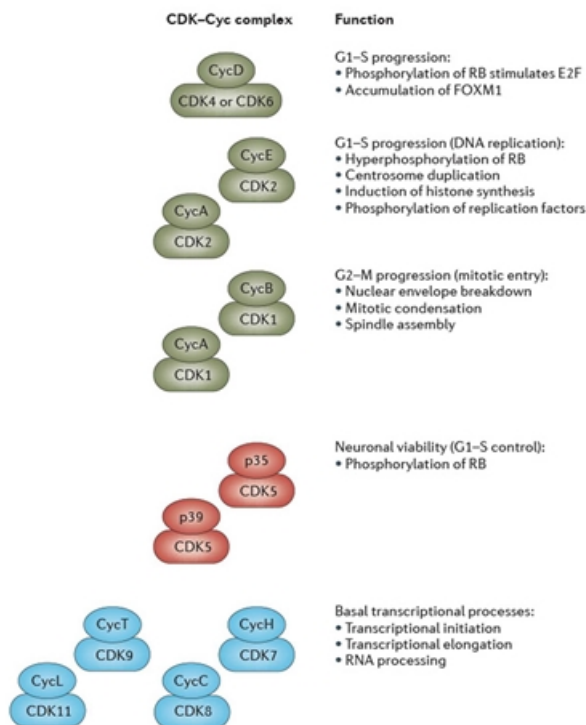 CDK–Cyc complex
Function
CycD
CDK4 or CDK6
G1–S progression:
• Phosphorylation of RB stimulates E2F
• Accumulation of FOXM1
CycE
CDK2
CycA
CDK2
G1–S progression (DNA replication):
• Hyperphosphorylation of RB
• Centrosome duplication
• Induction of histone synthesis
• Phosphorylation of replication factors
CycB
CDK1
CycA
CDK1
G2–M progression (mitotic entry):
• Nuclear envelope breakdown
• Mitotic condensation
• Spindle assembly
p35
CDK5
p39
CDK5
Neuronal viability (G1–S control):
• Phosphorylation of RB
CycT
CDK9
CycH
CDK7
CycL
CDK11
CycC
CDK8
Basal transcriptional processes:
• Transcriptional initiation
• Transcriptional elongation
• RNA processing